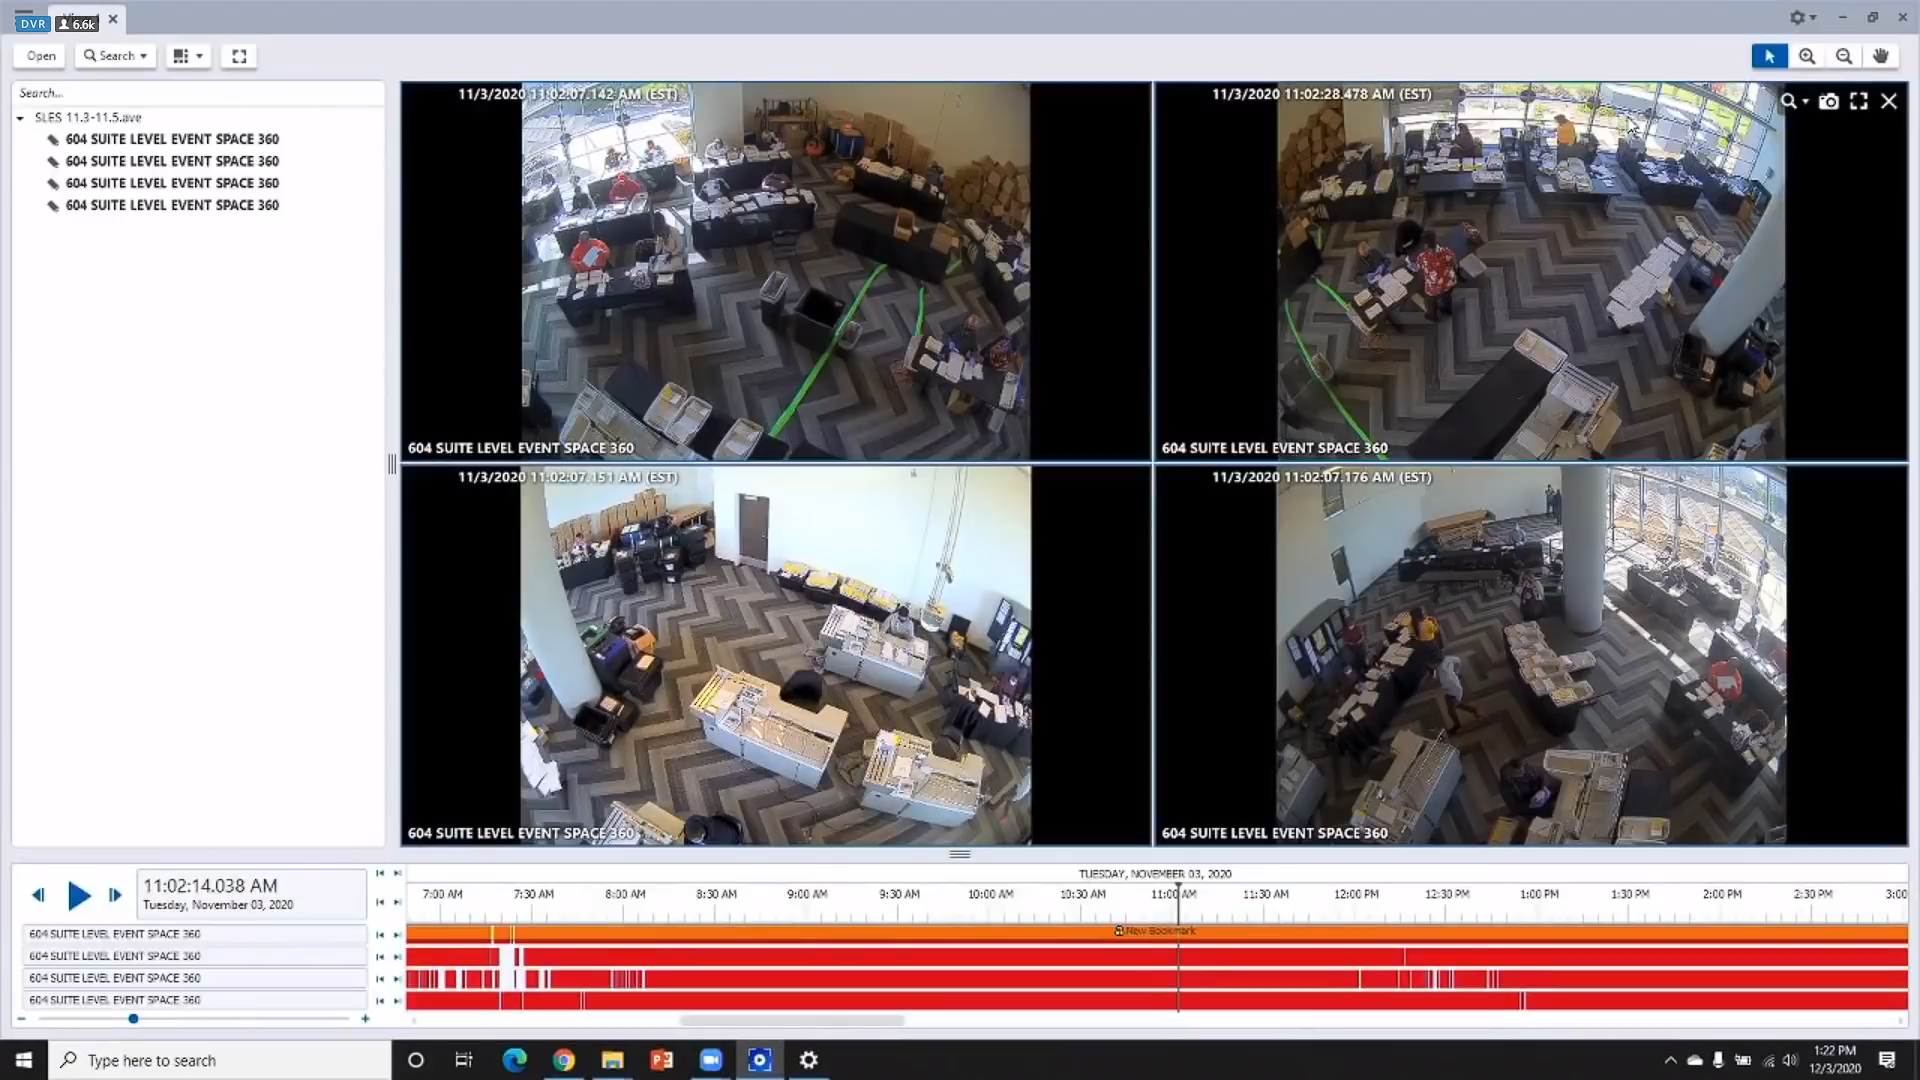 DVR 6.6k
Open
Search
Search...
SLES 11.3-11.5.ave
604 SUITE LEVEL EVENT SPACE 360
604 SUITE LEVEL EVENT SPACE 360
604 SUITE LEVEL EVENT SPACE 360
604 SUITE LEVEL EVENT SPACE 360
11/3/2020 11:02:07.142 AM (EST)
604 SUITE LEVEL EVENT SPACE 360
11/3/2020 11:02:28.478 AM (EST)
604 SUITE LEVEL EVENT SPACE 360
11/3/2020 11:02:07.151 AM (EST)
604 SUITE LEVEL EVENT SPACE 360
11/3/2020 11:02:07.176 AM (EST)
604 SUITE LEVEL EVENT SPACE 360
11:02:14.038 AM
Tuesday, November 03, 2020
TUESDAY, NOVEMBER 03, 2020
7:00 AM 7:30 AM 8:00 AM 8:30 AM 9:00 AM 9:30 AM 10:00 AM 10:30 AM 11:00 AM 11:30 AM 12:00 PM 12:30 PM 1:00 PM 1:30 PM 2:00 PM 2:30 PM 3:00
604 SUITE LEVEL EVENT SPACE 360
New Bookmark
604 SUITE LEVEL EVENT SPACE 360
604 SUITE LEVEL EVENT SPACE 360
604 SUITE LEVEL EVENT SPACE 360
Type here to search
1:22 PM
12/3/2020